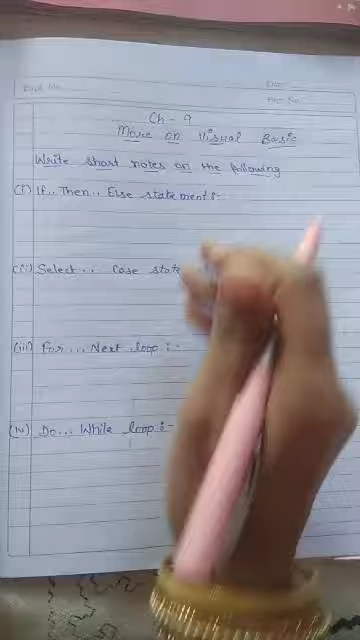 Ch - 9
More on Visual Basic
Write short notes on the following
(i) If.. Then.. Else statement :-
(ii) Select... Case state
(iii) For... Next loop :-
(iv) Do... While loop :-